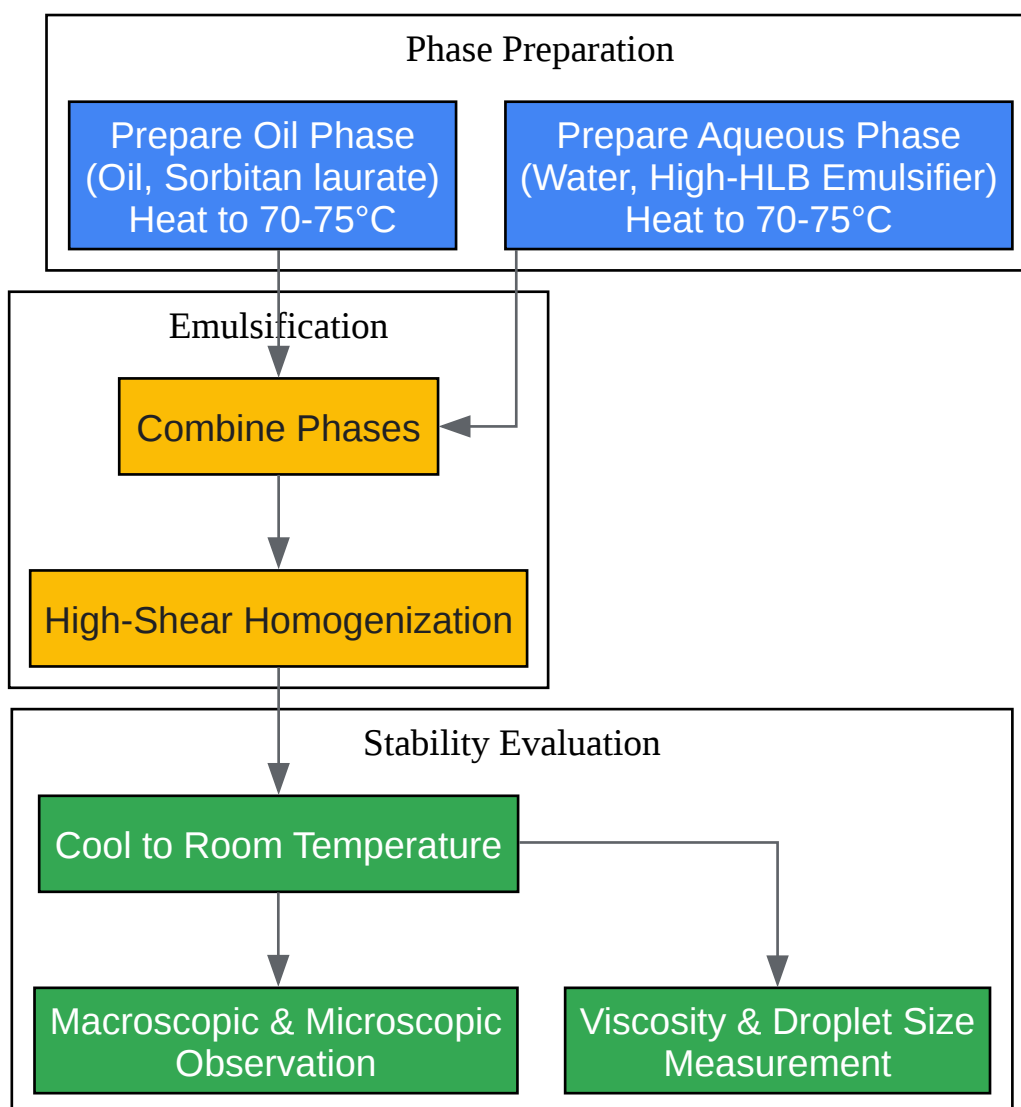 Phase Preparation
Prepare Oil Phase
(Oil, Sorbitan laurate)
Heat to 70-75°C
Prepare Aqueous Phase
(Water, High-HLB Emulsifier)
Heat to 70-75°C
Emulsification
Combine Phases
High-Shear Homogenization
Stability Evaluation
Cool to Room Temperature
Macroscopic & Microscopic
Observation
Viscosity & Droplet Size
Measurement